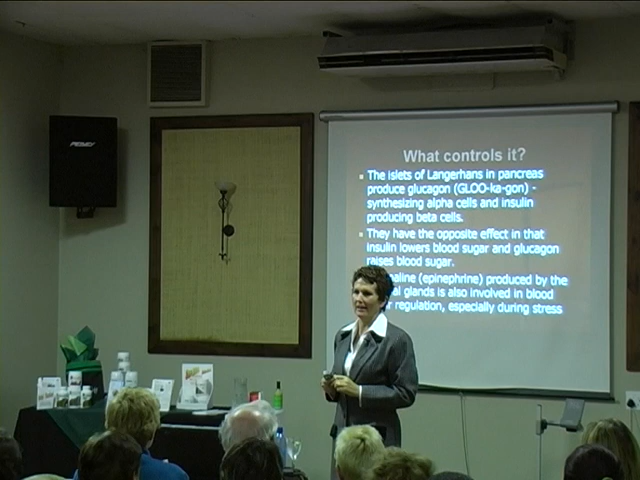 PEAVEY
What controls it?
The islets of Langerhans in pancreas
produce glucagon (GLOO-ka-gon) -
synthesizing alpha cells and insulin
producing beta cells.
They have the opposite effect in that
insulin lowers blood sugar and glucagon
raises blood sugar.
(epinephrine) produced by the
glands is also involved in blood
regulation, especially during stress